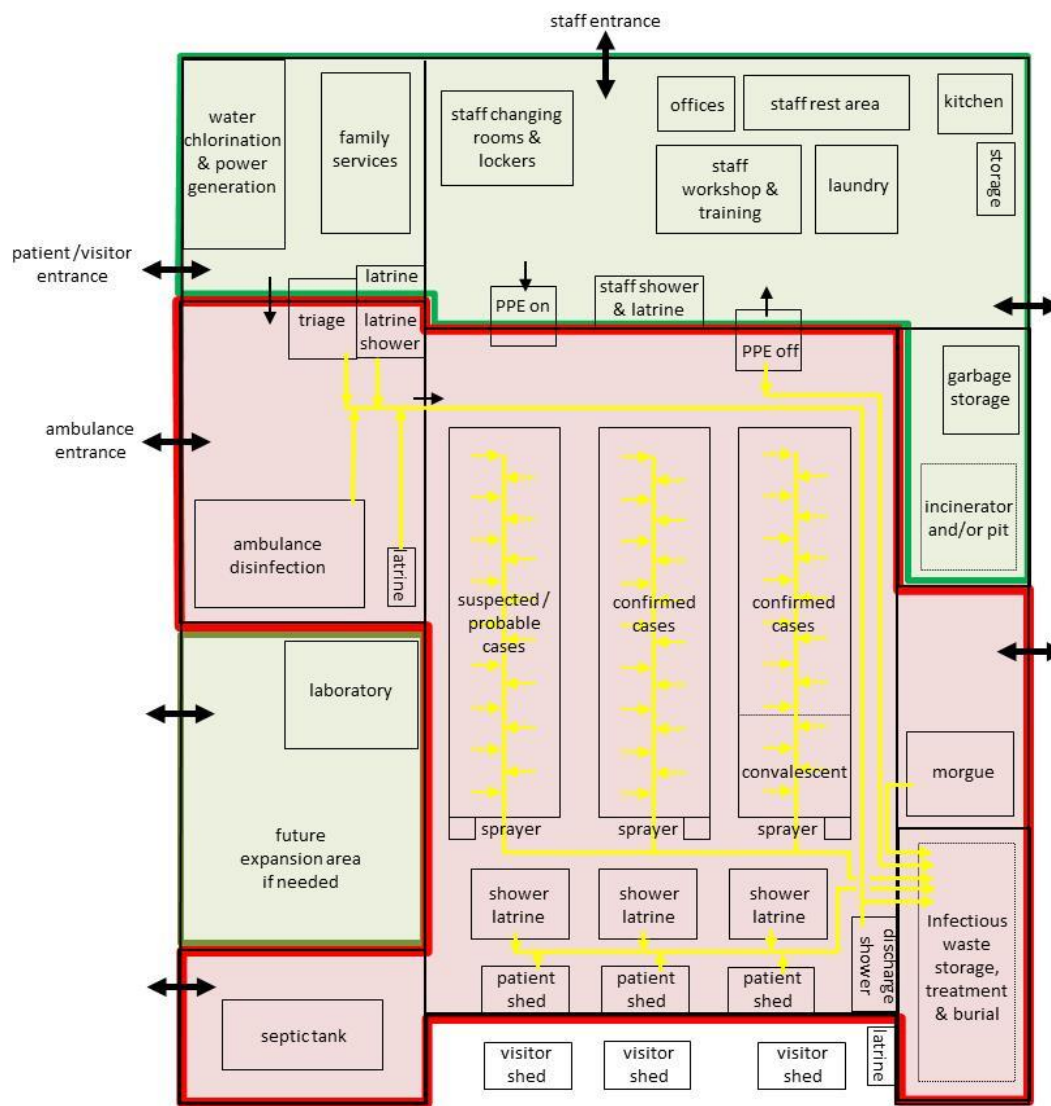 staff entrance
water
chlorination
& power
generation
family
services
staff changing
rooms &
lockers
offices
staff rest area
kitchen
staff
workshop &
training
laundry
storage
patient /visitor
entrance
latrine
triage
latrine
shower
PPE on
staff shower
& latrine
PPE off
garbage
storage
ambulance
entrance
incinerator
and/or pit
ambulance
disinfection
latrine
suspected /
probable
cases
confirmed
cases
confirmed
cases
laboratory
convalescent
morgue
sprayer
sprayer
sprayer
future
expansion area
if needed
shower
latrine
shower
latrine
shower
latrine
discharge
shower
Infectious
waste
storage,
treatment
& burial
patient
shed
patient
shed
patient
shed
septic tank
visitor
shed
visitor
shed
visitor
shed
latrine